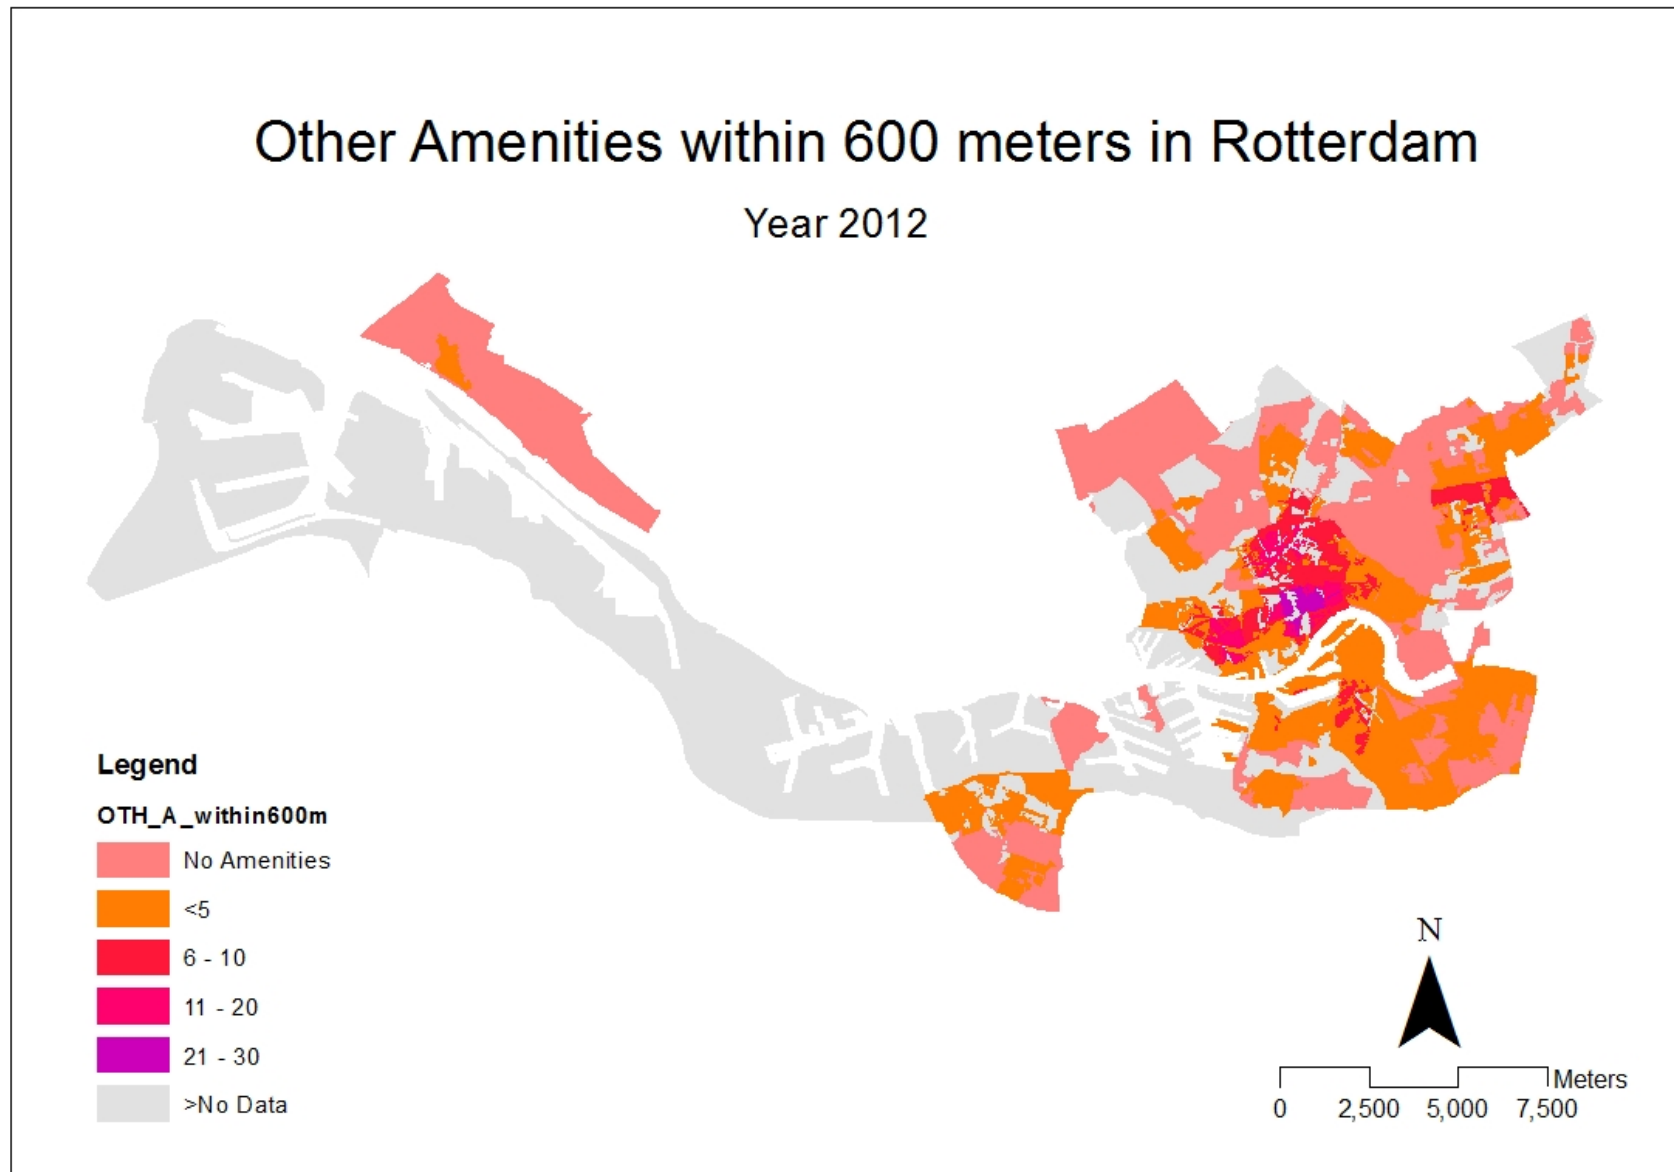 Other Amenities within 600 meters in Rotterdam
Year 2012
Legend
OTH_A_within600m
No Amenities
<5
6 - 10
11 - 20
21 - 30
>No Data
N
Meters
0 2,500 5,000 7,500